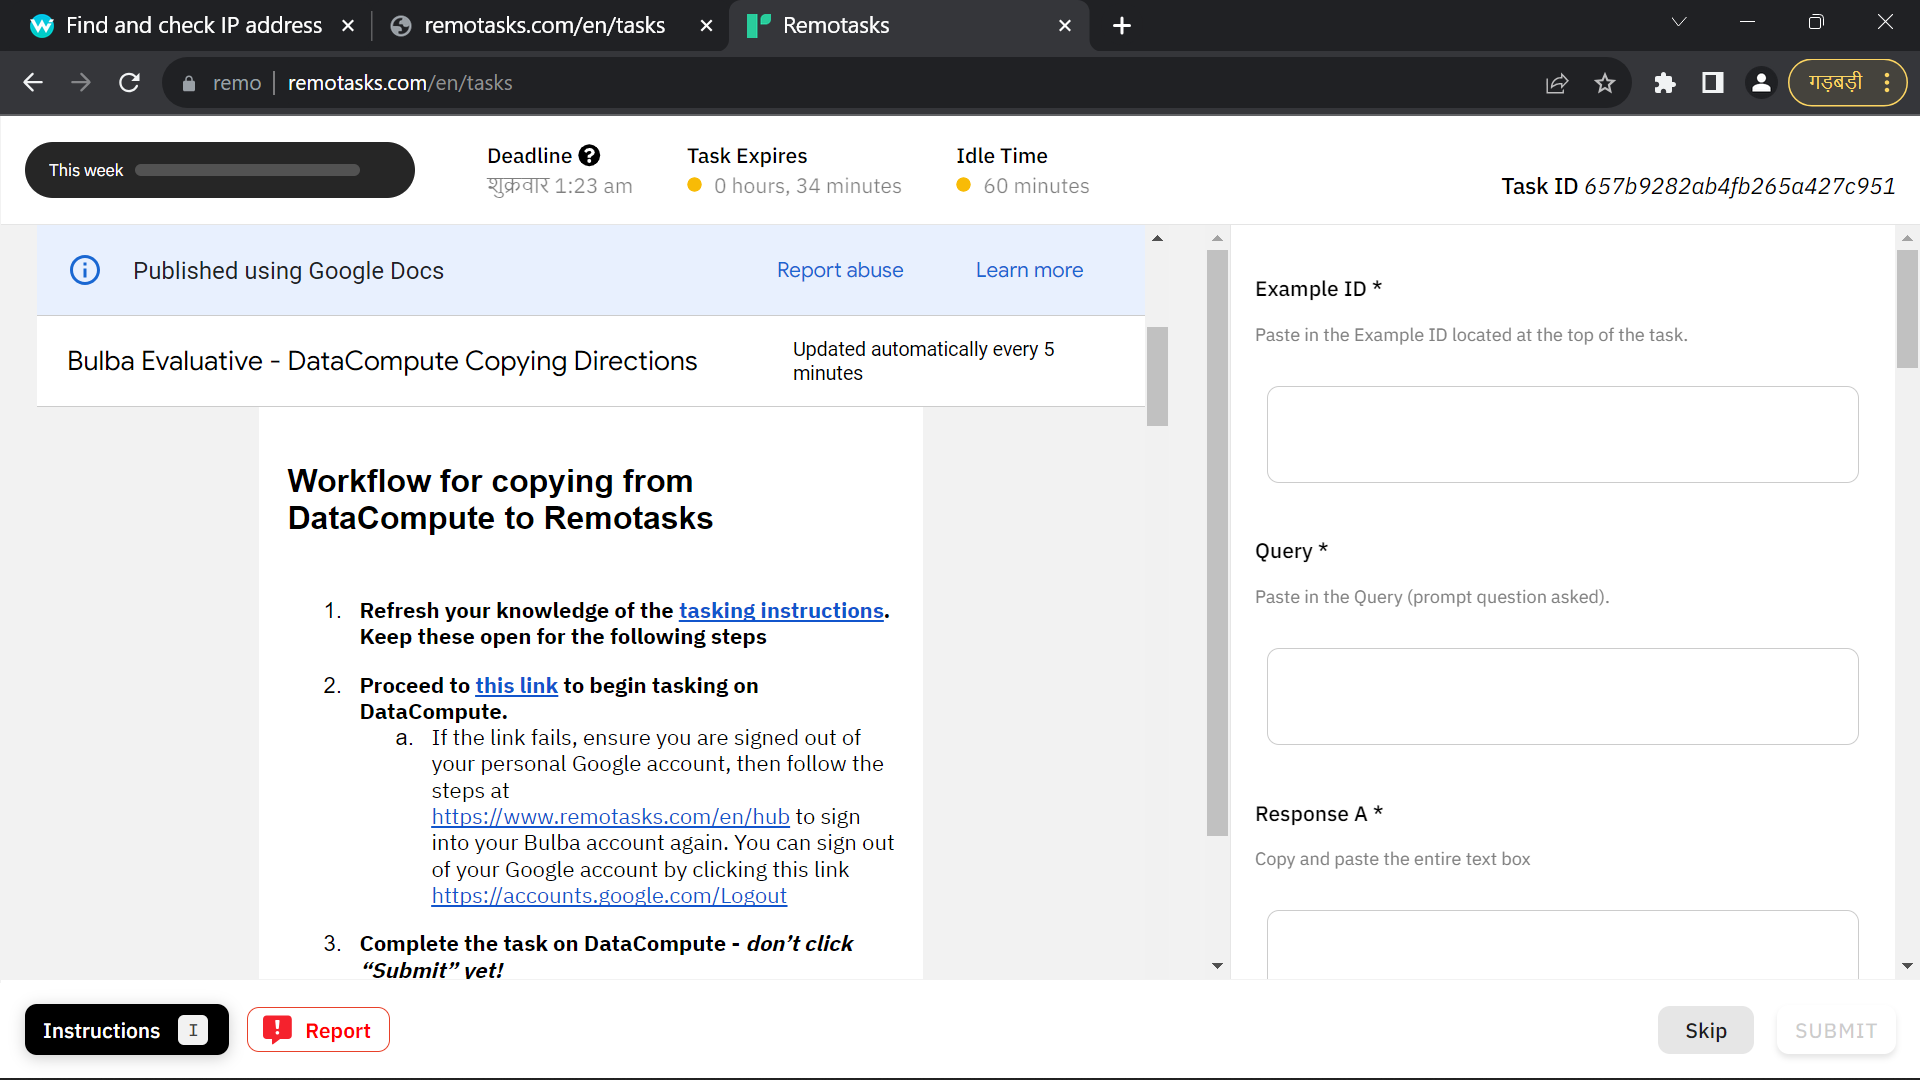 Find and check IP address
remotasks.com/en/tasks
Remotasks
remo | remotasks.com/en/tasks
गड़बड़ी
This week
Deadline ?
शुक्रवार 1:23 am
Task Expires
0 hours, 34 minutes
Idle Time
60 minutes
Task ID 657b9282ab4fb265a427c951
Published using Google Docs
Report abuse
Learn more
Bulba Evaluative - DataCompute Copying Directions
Updated automatically every 5
minutes
Workflow for copying from
DataCompute to Remotasks
1. Refresh your knowledge of the tasking instructions.
Keep these open for the following steps
2. Proceed to this link to begin tasking on
DataCompute.
a. If the link fails, ensure you are signed out of
your personal Google account, then follow the
steps at
https://www.remotasks.com/en/hub to sign
into your Bulba account again. You can sign out
of your Google account by clicking this link
https://accounts.google.com/Logout
3. Complete the task on DataCompute - don’t click
“Submit” yet!
Example ID *
Paste in the Example ID located at the top of the task.
Query *
Paste in the Query (prompt question asked).
Response A *
Copy and paste the entire text box
Instructions I
Report
Skip
SUBMIT